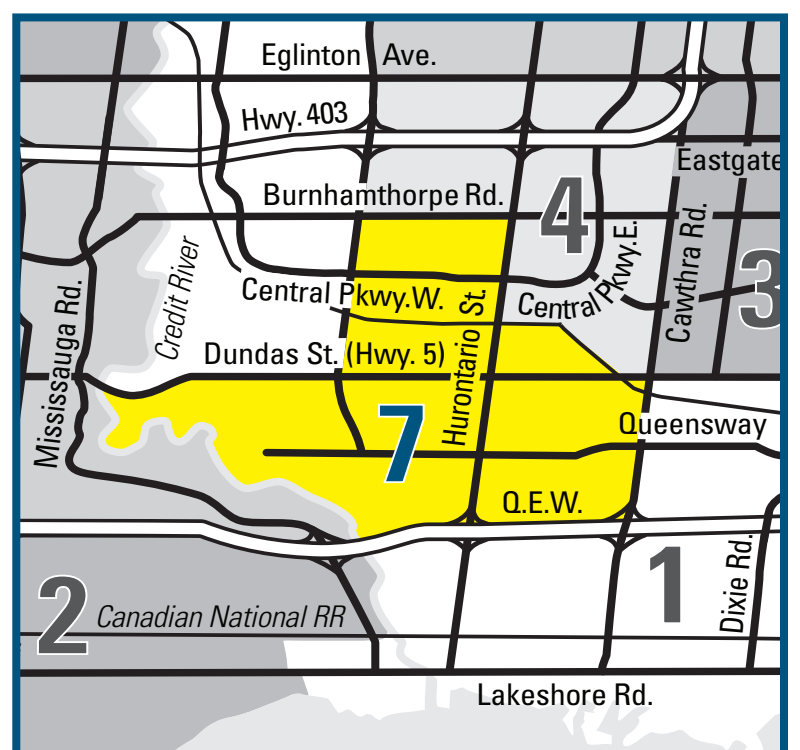 Eglinton Ave.
Hwy. 403
Eastgate
Burnhamthorpe Rd.
4
3
Credit River
Central Pkwy.W.
Central Pkwy.E.
Cawthra Rd.
Mississauga Rd.
Hurontario St.
Dundas St. (Hwy. 5)
7
Queensway
Q.E.W.
1
Dixie Rd.
2
Canadian National RR
Lakeshore Rd.